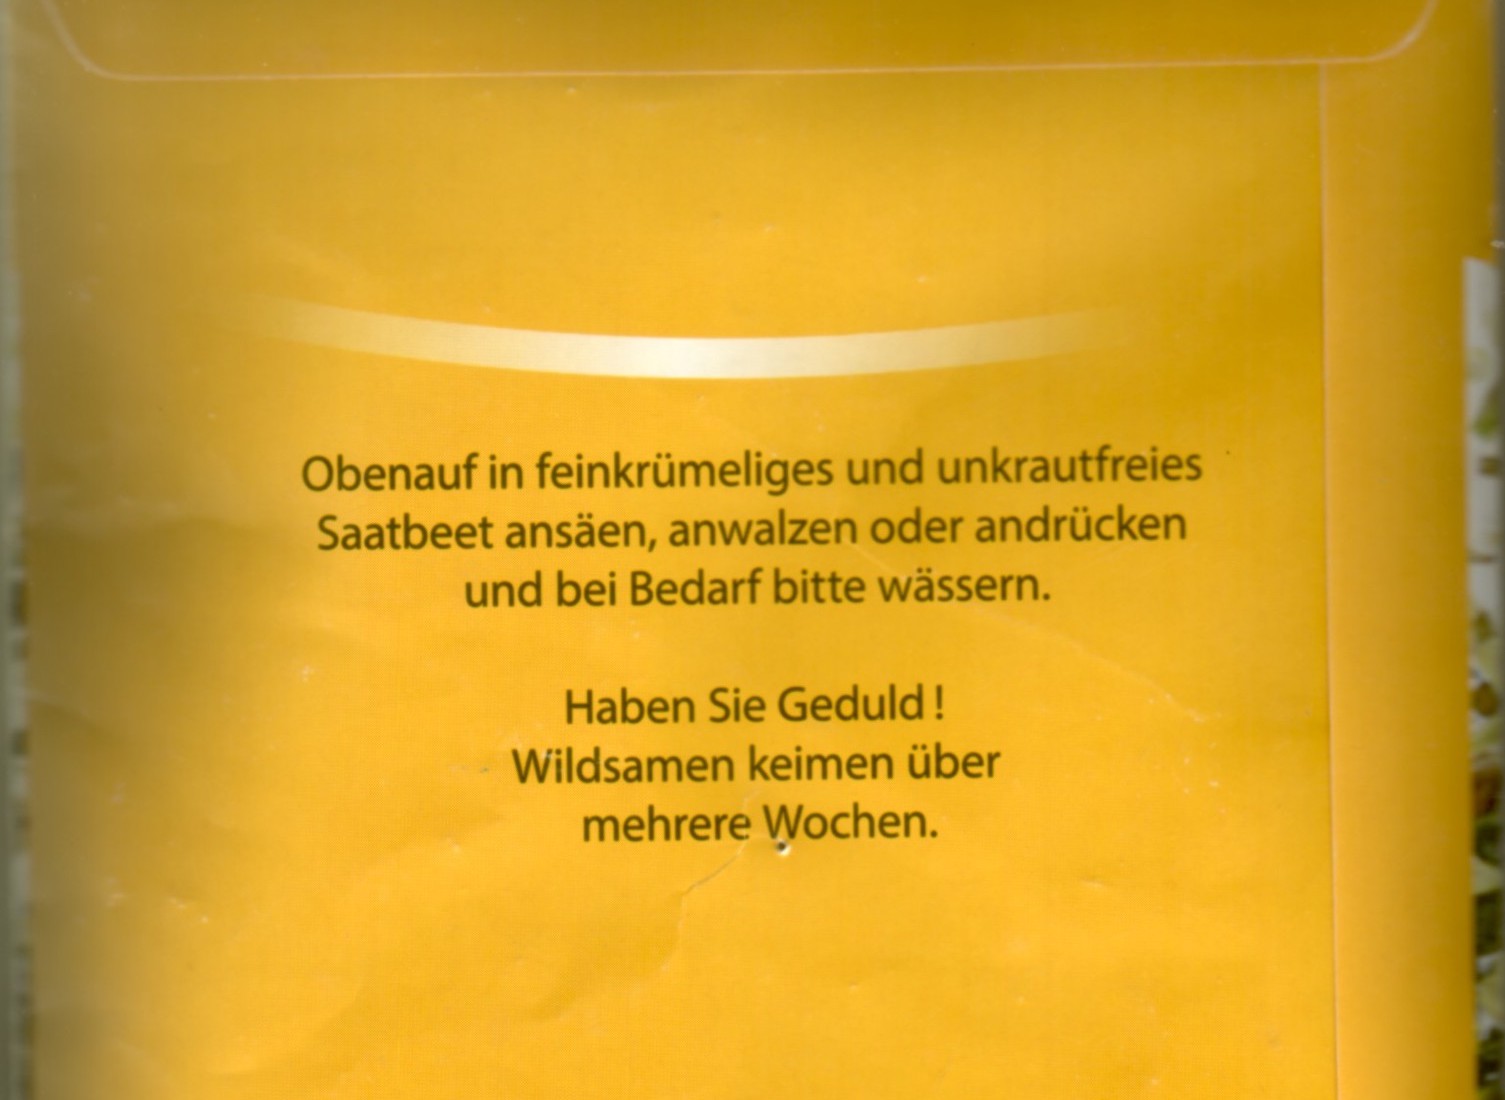 Obenauf in feinkrümeliges und unkrautfreies
Saatbeet ansäen, anwalzen oder andrücken
und bei Bedarf bitte wässern.
Haben Sie Geduld !
Wildsamen keimen über
mehrere Wochen.